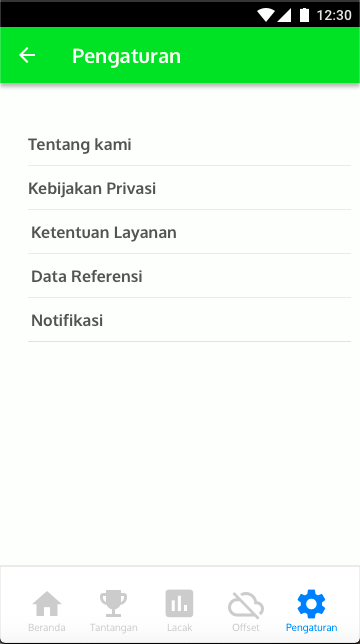 12:30
Pengaturan
Tentang kami
Kebijakan Privasi
Ketentuan Layanan
Data Referensi
Notifikasi
Beranda Tantangan Lacak Offset Pengaturan